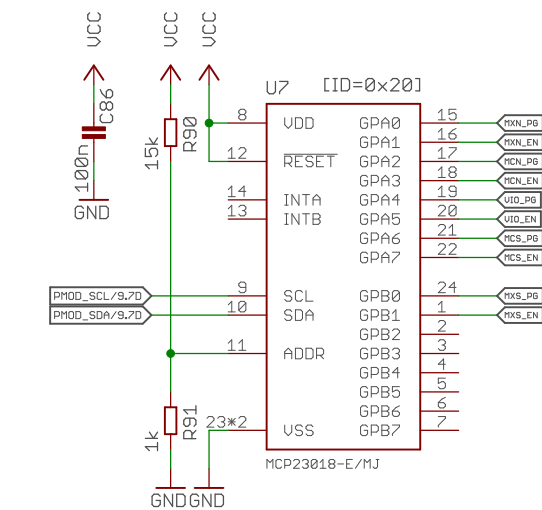 VCC
VCC
VCC
U7
[ID=0x20]
C86
100n
GND
15k
R90
8
VDD
GPA0
15
MXN_PG
GPA1
16
MXN_EN
12
RESET
GPA2
17
MCN_PG
GPA3
18
MCN_EN
14
INTA
GPA4
19
VIO_PG
13
INTB
GPA5
20
VIO_EN
GPA6
21
MCS_PG
GPA7
22
MCS_EN
PMOD_SCL/9.7D
9
SCL
GPB0
24
MXS_PG
PMOD_SDA/9.7D
10
SDA
GPB1
1
MXS_EN
GPB2
2
11
ADDR
GPB3
3
GPB4
4
GPB5
5
GPB6
6
1k
R91
23*2
VSS
GPB7
7
MCP23018-E/MJ
GND
GND